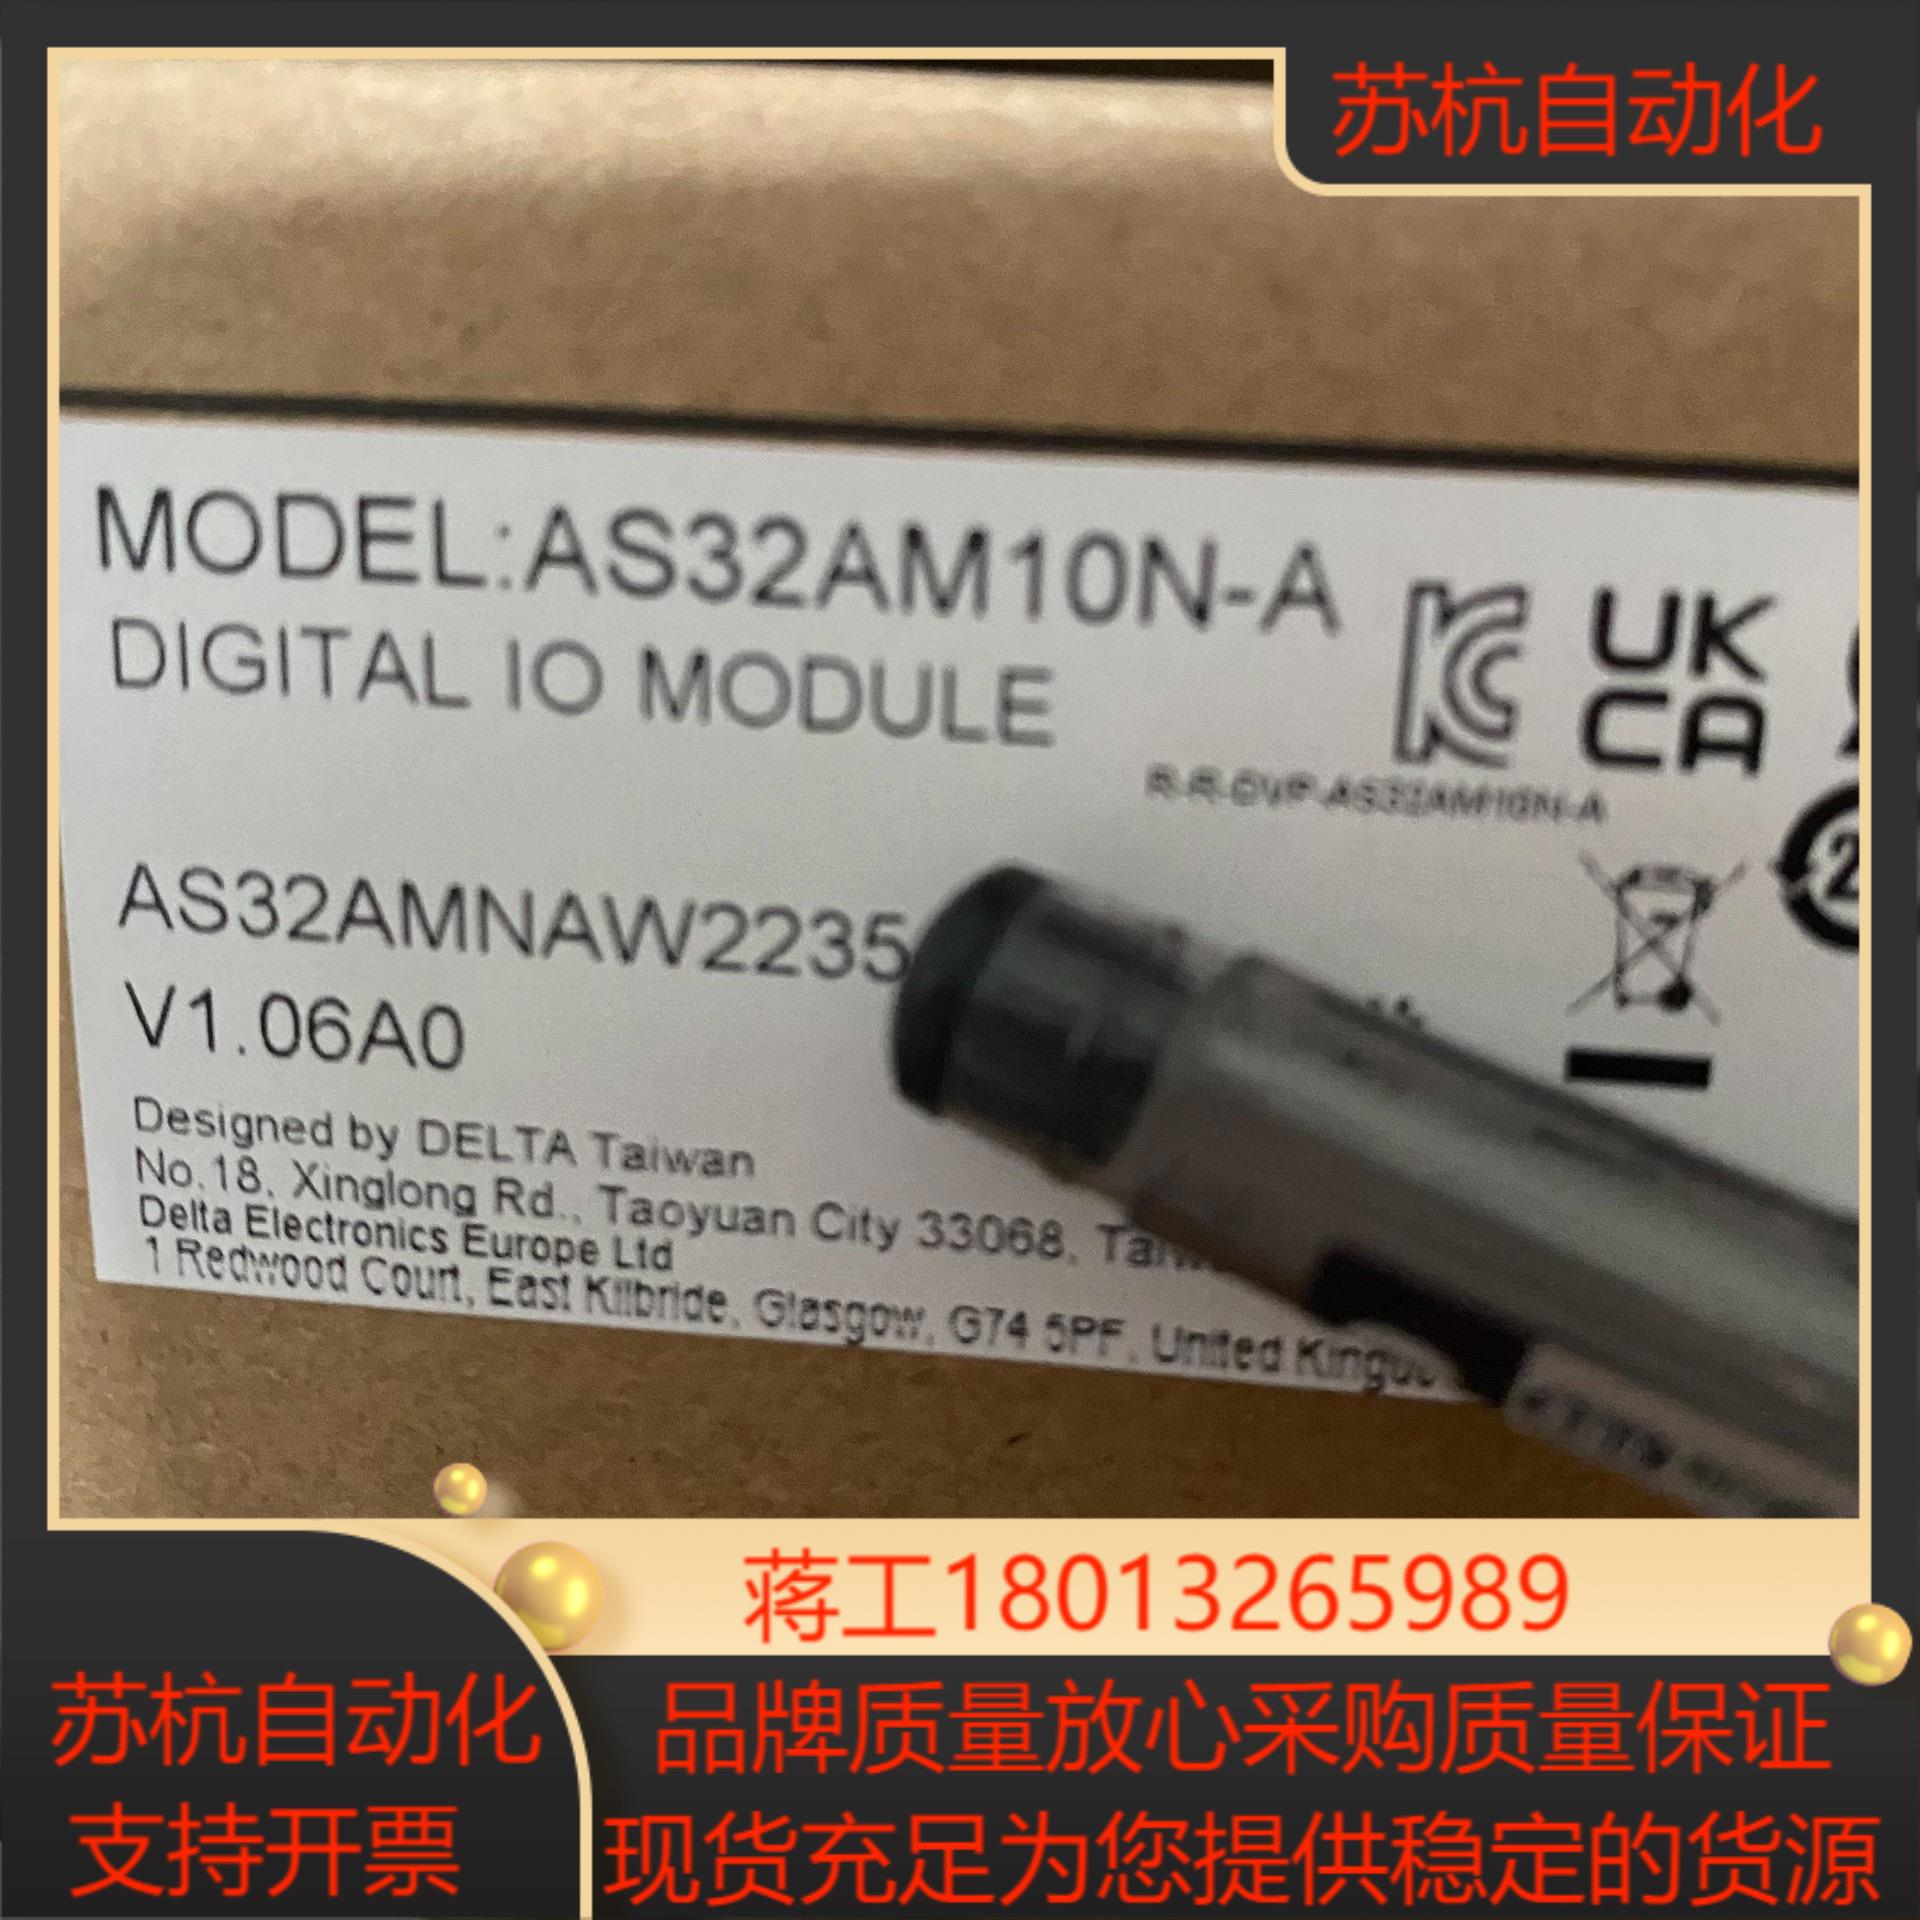 苏杭自动化
MODEL:AS32AM10N-A
DIGITAL IO MODULE
UK
CA
R-R-DVP-AS32AM10N-A
AS32AMNAW2235
V1.06A0
Designed by DELTA Taiwan
No.18, Xinglong Rd., Taoyuan City 33068,
Delta Electronics Europe Ltd
1 Redwood Court, East Kilbride, Glasgow, G74 5PF, United
蒋工18013265989
苏杭自动化
支持开票
品牌质量放心采购质量保证
现货充足为您提供稳定的货源